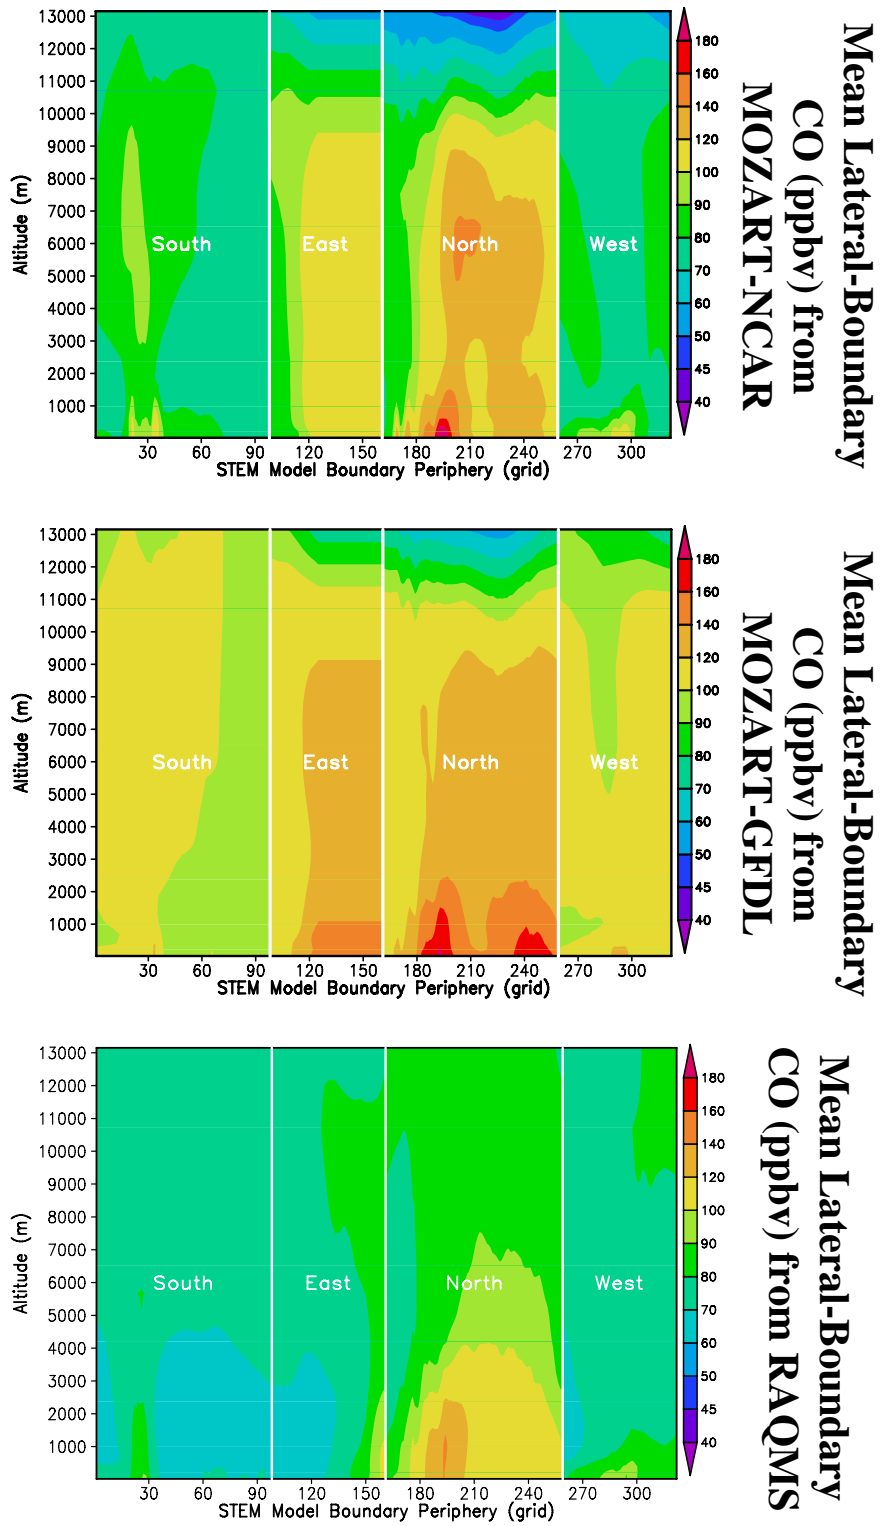 Mean Lateral-Boundary
CO (ppbv) from
MOZART-NCAR
13000
12000
11000
10000
9000
8000
7000
6000
5000
4000
3000
2000
1000
Altitude (m)
South
East
North
West
30 60 90 120 150 180 210 240 270 300
STEM Model Boundary Periphery (grid)
180
160
140
120
100
90
80
70
60
50
45
40
Mean Lateral-Boundary
CO (ppbv) from
MOZART-GFDL
13000
12000
11000
10000
9000
8000
7000
6000
5000
4000
3000
2000
1000
Altitude (m)
South
East
North
West
30 60 90 120 150 180 210 240 270 300
STEM Model Boundary Periphery (grid)
180
160
140
120
100
90
80
70
60
50
45
40
Mean Lateral-Boundary
CO (ppbv) from RAQMS
13000
12000
11000
10000
9000
8000
7000
6000
5000
4000
3000
2000
1000
Altitude (m)
South
East
North
West
30 60 90 120 150 180 210 240 270 300
STEM Model Boundary Periphery (grid)
180
160
140
120
100
90
80
70
60
50
45
40